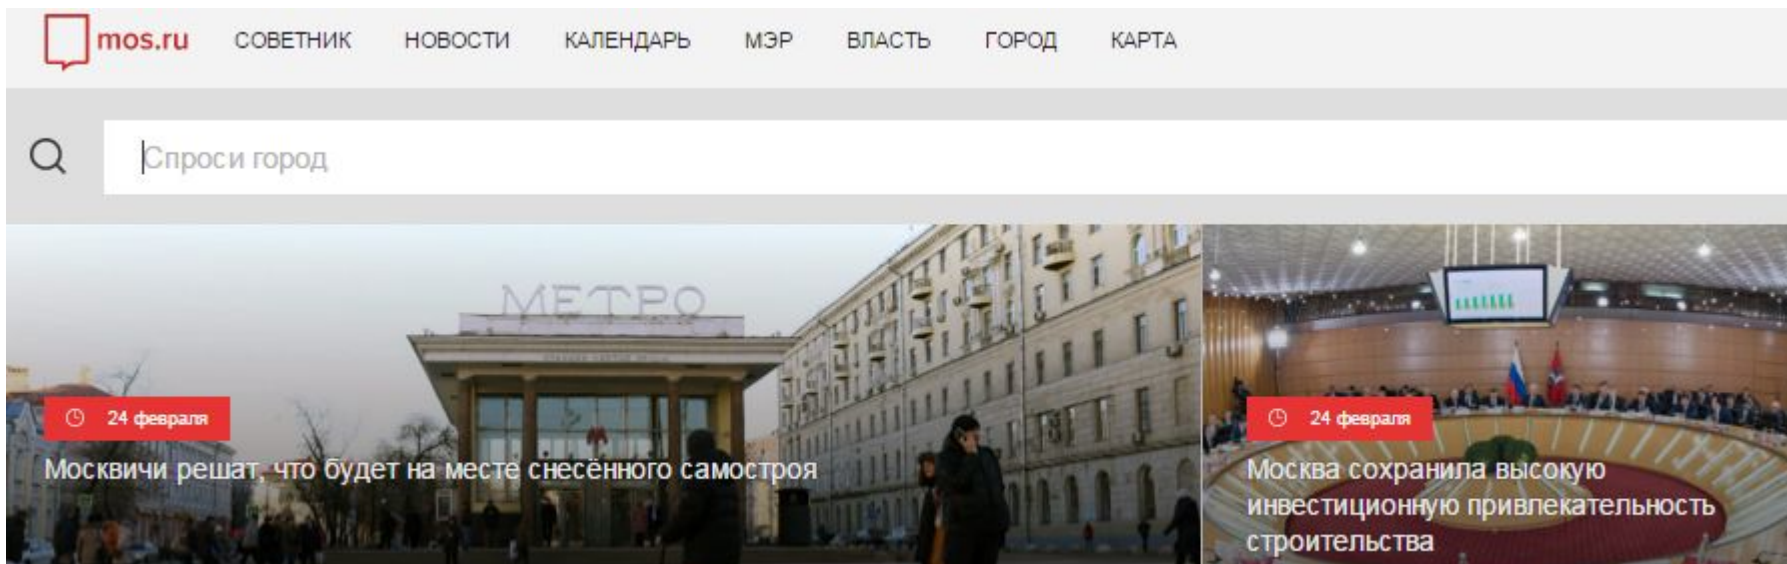 mos.ru СОВЕТНИК НОВОСТИ КАЛЕНДАРЬ МЭР ВЛАСТЬ ГОРОД КАРТА
Спроси город
МЕТРО
24 февраля
Москвичи решат, что будет на месте снесённого самостроя
24 февраля
Москва сохранила высокую
инвестиционную привлекательность
строительства